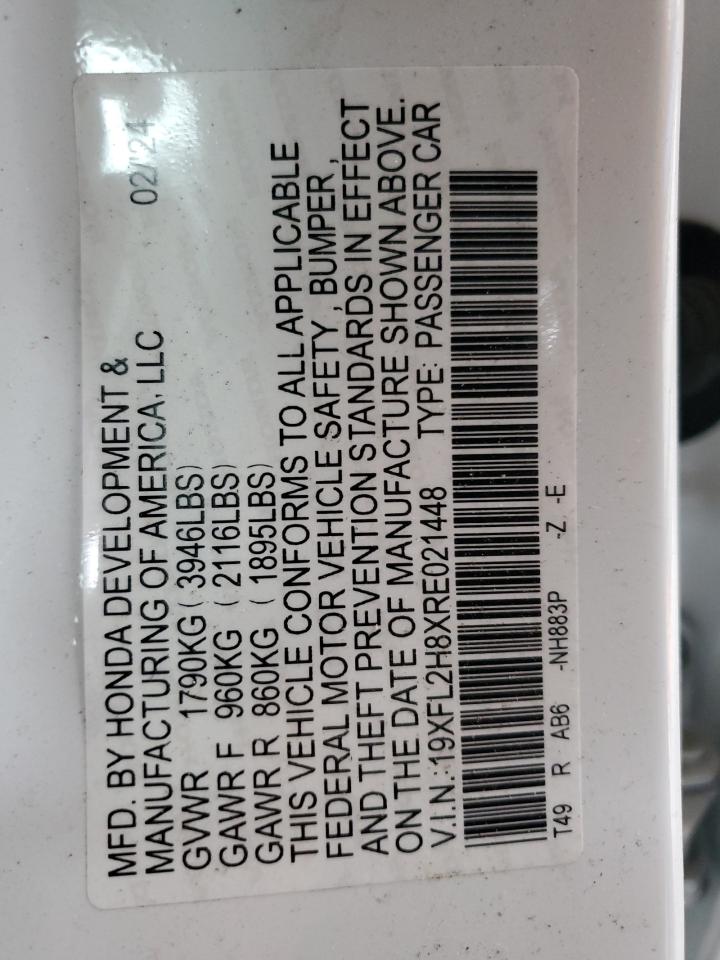 MFD. BY HONDA DEVELOPMENT & 02/24
MANUFACTURING OF AMERICA, LLC
GVWR 1790KG ( 3946LBS)
GAWR F 960KG ( 2116LBS)
GAWR R 860KG ( 1895LBS)
THIS VEHICLE CONFORMS TO ALL APPLICABLE
FEDERAL MOTOR VEHICLE SAFETY, BUMPER,
AND THEFT PREVENTION STANDARDS IN EFFECT
ON THE DATE OF MANUFACTURE SHOWN ABOVE.
V.I.N.: 19XFL2H8XRE021448 TYPE: PASSENGER CAR
T49 R AB6 -NH883P -Z -E